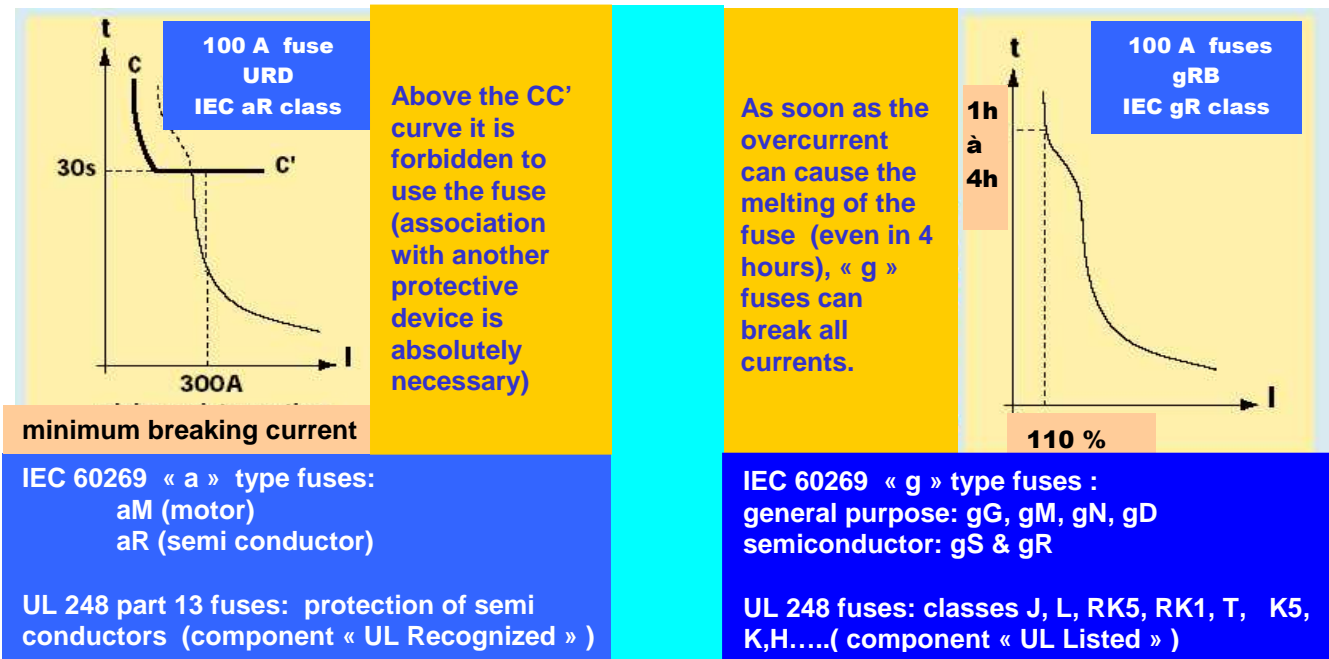 t
C
30s
C'
I
300A
100 A fuse
URD
IEC aR class
Above the CC'
curve it is
forbidden to
use the fuse
(association
with another
protective
device is
absolutely
necessary)
minimum breaking current
IEC 60269 « a » type fuses:
aM (motor)
aR (semi conductor)
UL 248 part 13 fuses: protection of semi
conductors (component « UL Recognized » )
As soon as the
overcurrent
can cause the
melting of the
fuse (even in 4
hours), « g »
fuses can
break all
currents.
t
1h
à
4h
I
110 %
100 A fuses
gRB
IEC gR class
IEC 60269 « g » type fuses :
general purpose: gG, gM, gN, gD
semiconductor: gS & gR
UL 248 fuses: classes J, L, RK5, RK1, T, K5,
K,H.....( component « UL Listed » )